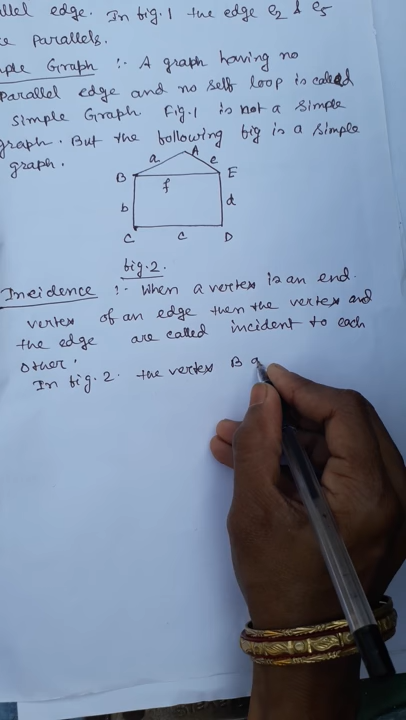 allel edge. In fig. 1 the edge e2 & e5
Parallels.
ple Graph :- A graph having no
Parallel edge and no self loop is called
simple Graph. Fig. 1 is not a simple
graph. But the following fig is a simple
graph.
A
a e
B E
f
b d
C c D
fig. 2.
Incidence :- When a vertex is an end
vertex of an edge then the vertex and
the edge are called incident to each
other.
In fig. 2. the vertex B a